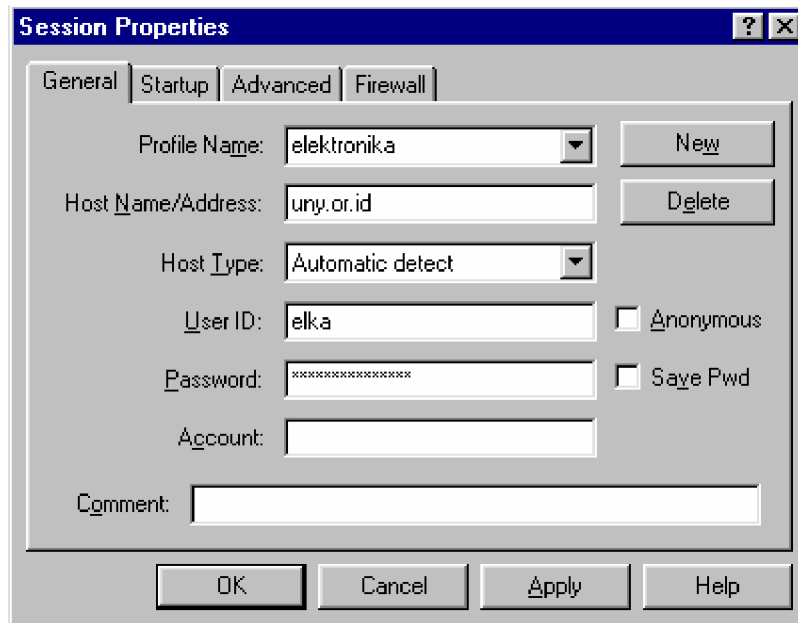 Session Properties
General Startup Advanced Firewall
Profile Name: elektronika New
Host Name/Address: uny.or.id Delete
Host Type: Automatic detect
User ID: elka Anonymous
Password: *************** Save Pwd
Account:
Comment:
OK Cancel Apply Help